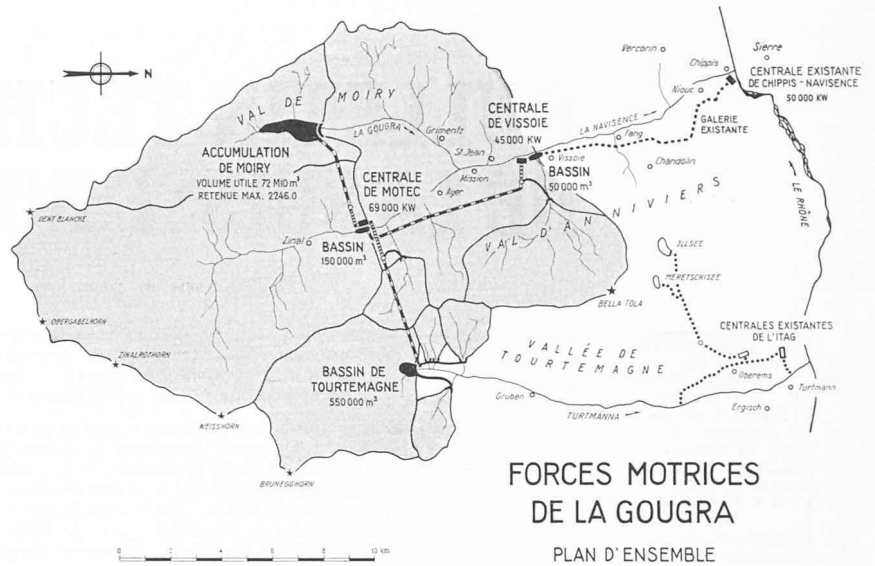 N
VAL DE MOIRY
LA GOUGRA
Grimentz
St.Jean
Mission
Ayer
CENTRALE
DE VISSOIE
45 000 KW
LA NAVISENCE
Vercorin
Chippis
Niouc
Sierre
CENTRALE EXISTANTE
DE CHIPPIS - NAVISENCE
50 000 KW
GALERIE
EXISTANTE
Fang
Vissoie
Chandolin
BASSIN
50 000 m³
LE RHÔNE
ACCUMULATION
DE MOIRY
VOLUME UTILE 72 MIO m³
RETENUE MAX. 2246.0
CENTRALE
DE MOTEC
69 000 KW
DENT BLANCHE
Zinal
BASSIN
150 000 m³
VAL D'ANNIVIERS
ILLSEE
MERETSCHISEE
BELLA TOLA
OBERGABELHORN
ZINALROTHORN
CENTRALES EXISTANTES
DE L'ITAG
VALLÉE DE
TOURTEMAGNE
BASSIN DE
TOURTEMAGNE
550 000 m³
Oberems
Turtmann
Gruben
TURTMANNA
Ergisch
WEISSHORN
BRUNEGGHORN
FORCES MOTRICES
DE LA GOUGRA
PLAN D'ENSEMBLE
0 2 4 6 8 10 km